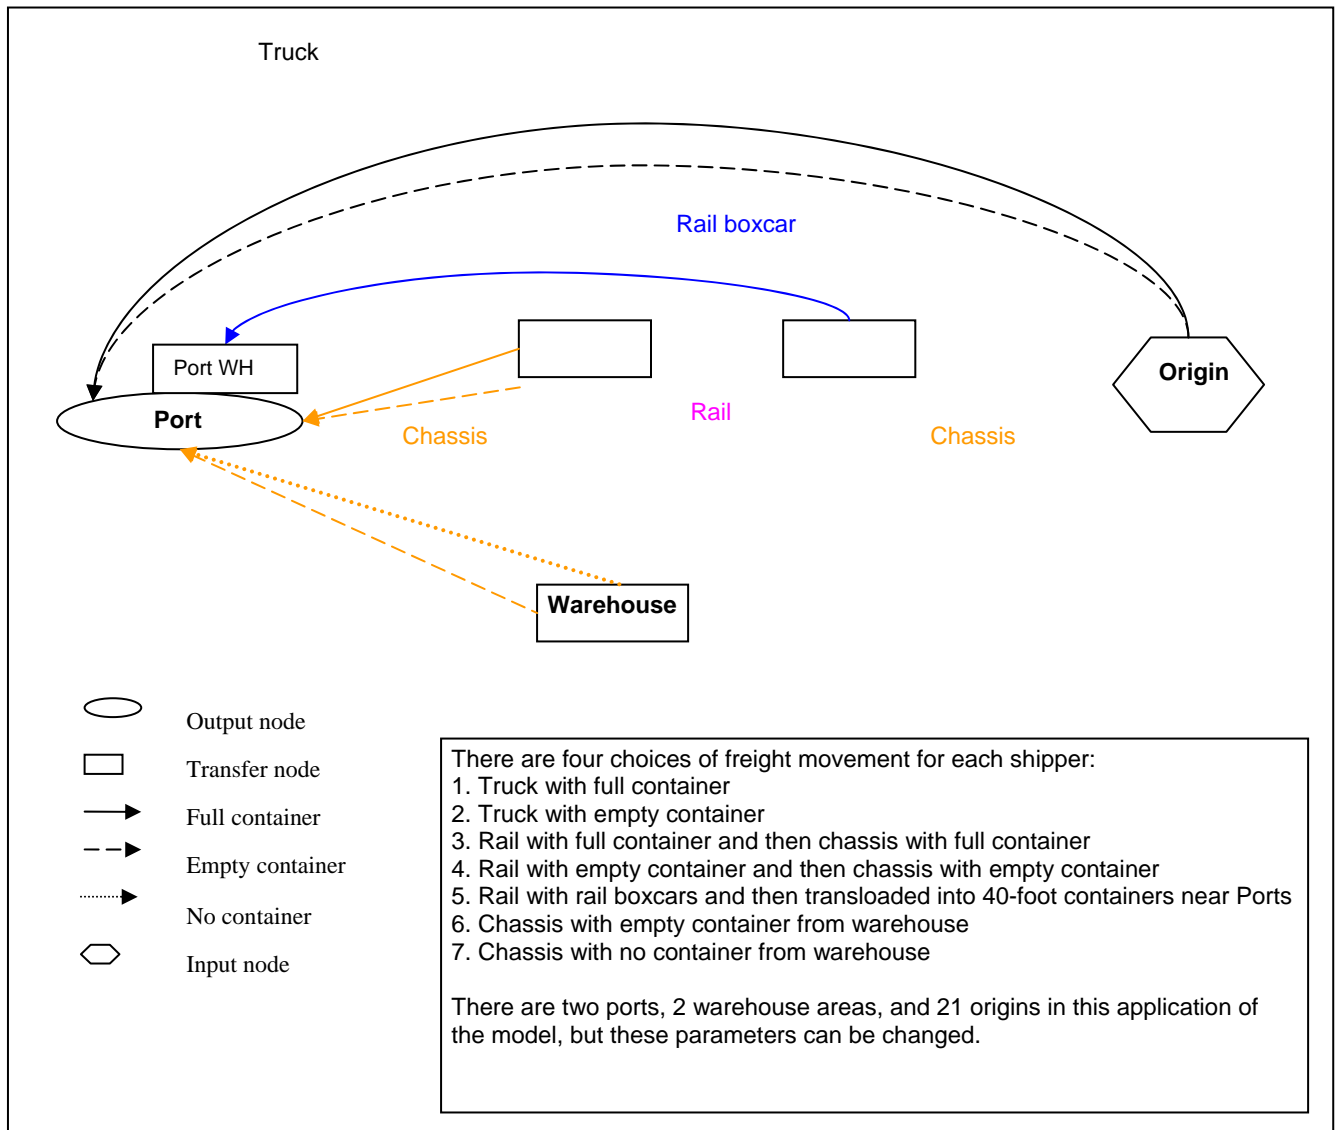 Truck
Rail boxcar
Port WH
Origin
Port
Rail
Chassis
Chassis
Warehouse
Output node
Transfer node
Full container
Empty container
No container
Input node
There are four choices of freight movement for each shipper:
1. Truck with full container
2. Truck with empty container
3. Rail with full container and then chassis with full container
4. Rail with empty container and then chassis with empty container
5. Rail with rail boxcars and then transloaded into 40-foot containers near Ports
6. Chassis with empty container from warehouse
7. Chassis with no container from warehouse
There are two ports, 2 warehouse areas, and 21 origins in this application of
the model, but these parameters can be changed.